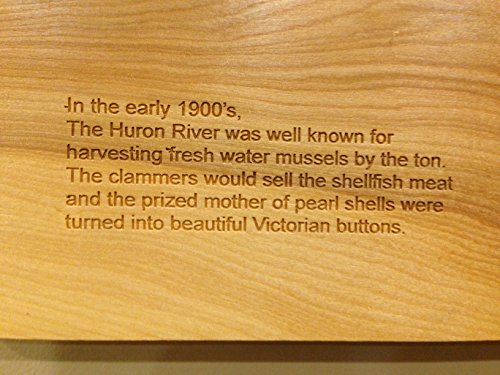 In the early 1900's,
The Huron River was well known for
harvesting fresh water mussels by the ton.
The clammers would sell the shellfish meat
and the prized mother of pearl shells were
turned into beautiful Victorian buttons.